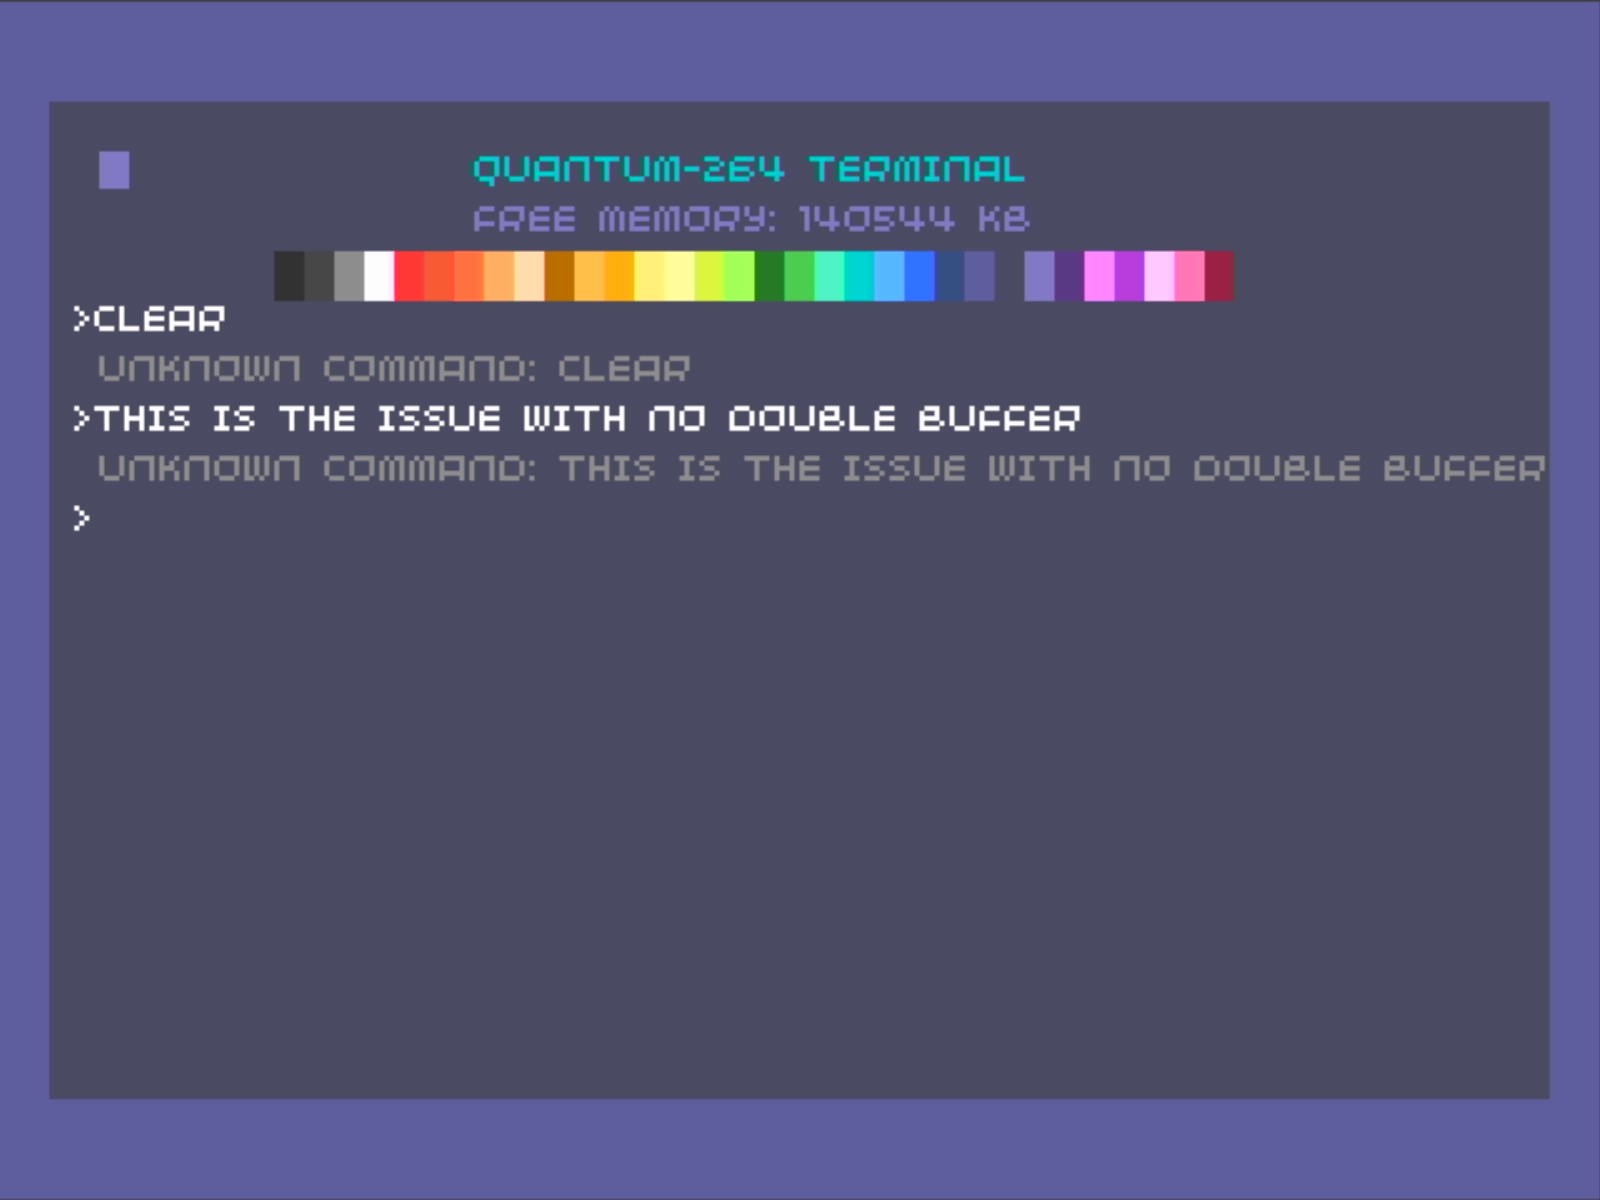 QUANTUM-264 TERMINAL
FREE MEMORY: 140544 KB
>CLEAR
UNKNOWN COMMAND: CLEAR
>THIS IS THE ISSUE WITH NO DOUBLE BUFFER
UNKNOWN COMMAND: THIS IS THE ISSUE WITH NO DOUBLE BUFFER
>